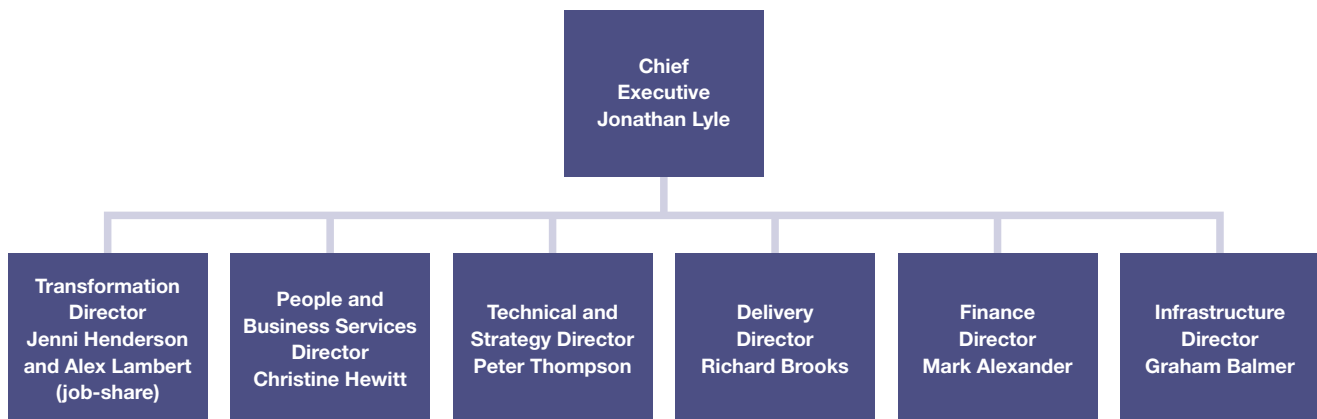 Chief
Executive
Jonathan Lyle
Transformation
Director
Jenni Henderson
and Alex Lambert
(job-share)
People and
Business Services
Director
Christine Hewitt
Technical and
Strategy Director
Peter Thompson
Delivery
Director
Richard Brooks
Finance
Director
Mark Alexander
Infrastructure
Director
Graham Balmer